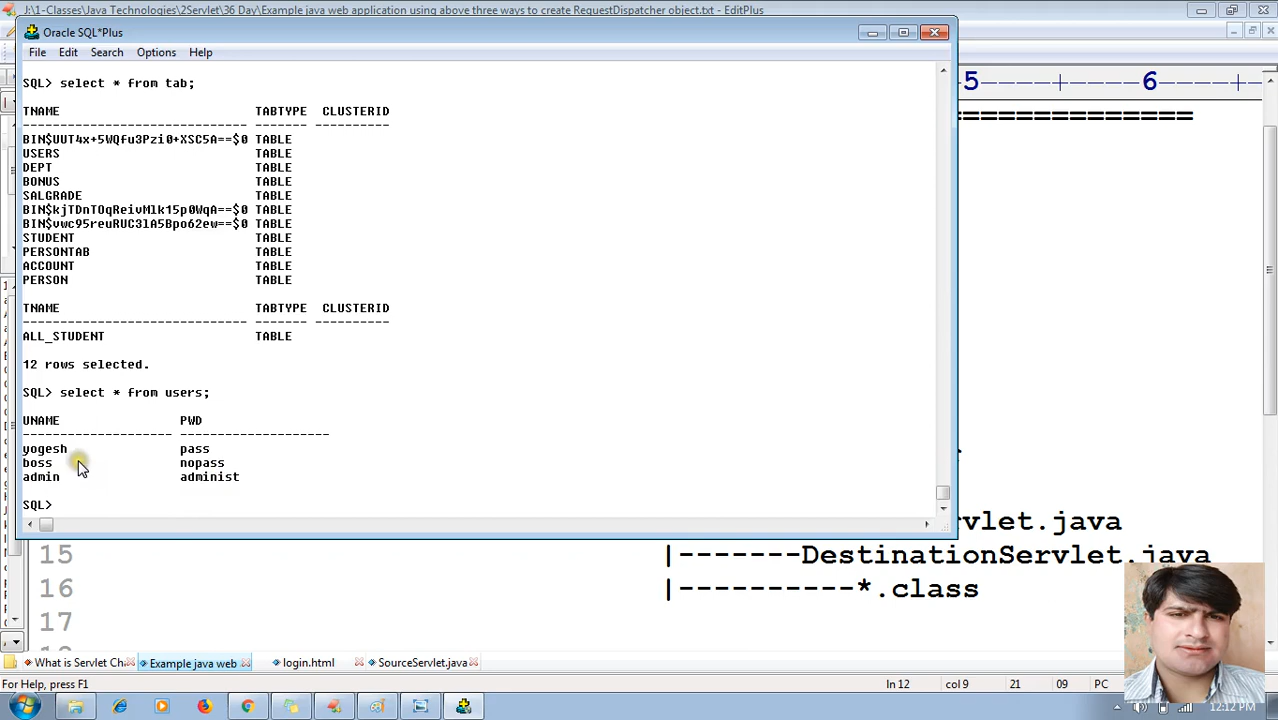 J:\1-Classes\Java Technologies\2Servlet\36 Day\Example java web application using above three ways to create RequestDispatcher object.txt - EditPlus
Oracle SQL*Plus
File Edit Search Options Help
SQL> select * from tab;
TNAME TABTYPE CLUSTERID
------------------------------ ------- ----------
BIN$UUT4x+5WQfu3Pzi0+XSC5A==$0 TABLE
USERS TABLE
DEPT TABLE
BONUS TABLE
SALGRADE TABLE
BIN$kjTDnTOqReivMlk15p0WqA==$0 TABLE
BIN$vwc95reuRUC3lA5Bpo62ew==$0 TABLE
STUDENT TABLE
PERSONTAB TABLE
ACCOUNT TABLE
PERSON TABLE
TNAME TABTYPE CLUSTERID
------------------------------ ------- ----------
ALL_STUDENT TABLE
12 rows selected.
SQL> select * from users;
UNAME PWD
-------------------- --------------------
yogesh pass
boss nopass
admin administ
SQL>
5----+----6----+
==============
vlet.java
15 |-------DestinationServlet.java
16 |----------*.class
17
What is Servlet Ch Example java web login.html SourceServlet.java
For Help, press F1 ln 12 col 9 21 09 PC
12:12 PM